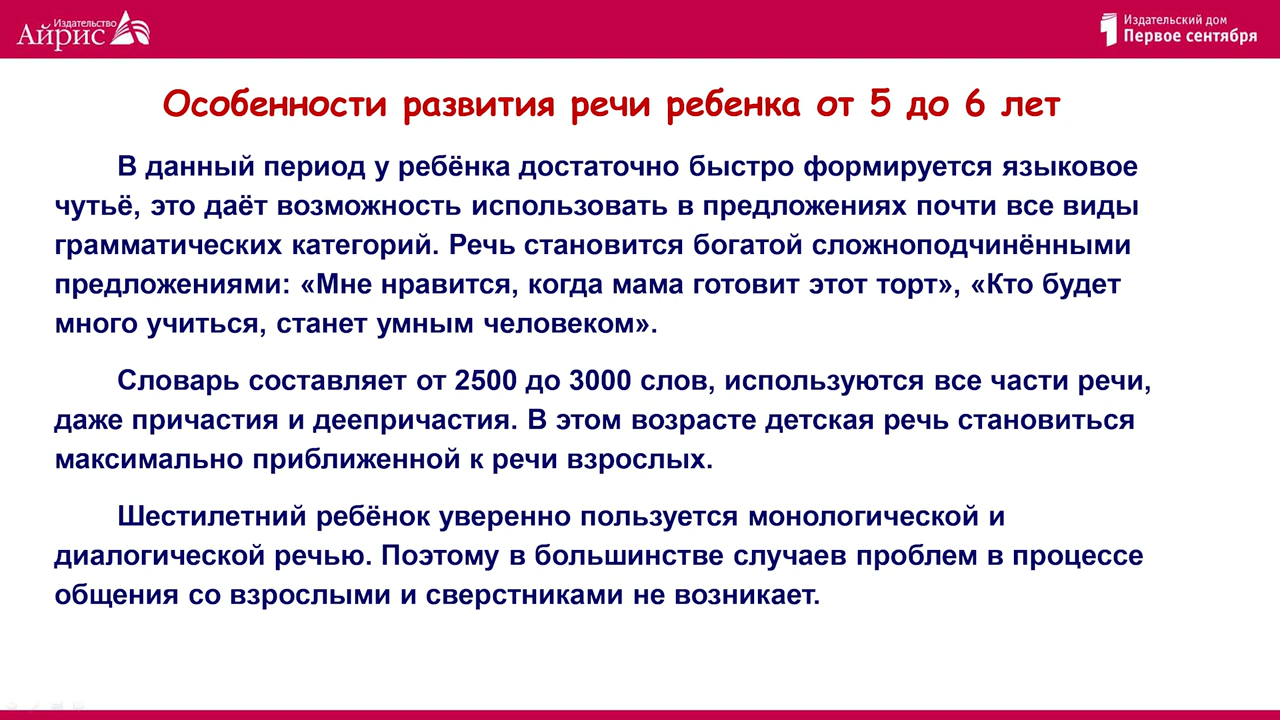 Издательство
Айрис
Издательский дом
Первое сентября
Особенности развития речи ребенка от 5 до 6 лет
В данный период у ребёнка достаточно быстро формируется языковое
чутьё, это даёт возможность использовать в предложениях почти все виды
грамматических категорий. Речь становится богатой сложноподчинёнными
предложениями: «Мне нравится, когда мама готовит этот торт», «Кто будет
много учиться, станет умным человеком».
Словарь составляет от 2500 до 3000 слов, используются все части речи,
даже причастия и деепричастия. В этом возрасте детская речь становиться
максимально приближенной к речи взрослых.
Шестилетний ребёнок уверенно пользуется монологической и
диалогической речью. Поэтому в большинстве случаев проблем в процессе
общения со взрослыми и сверстниками не возникает.